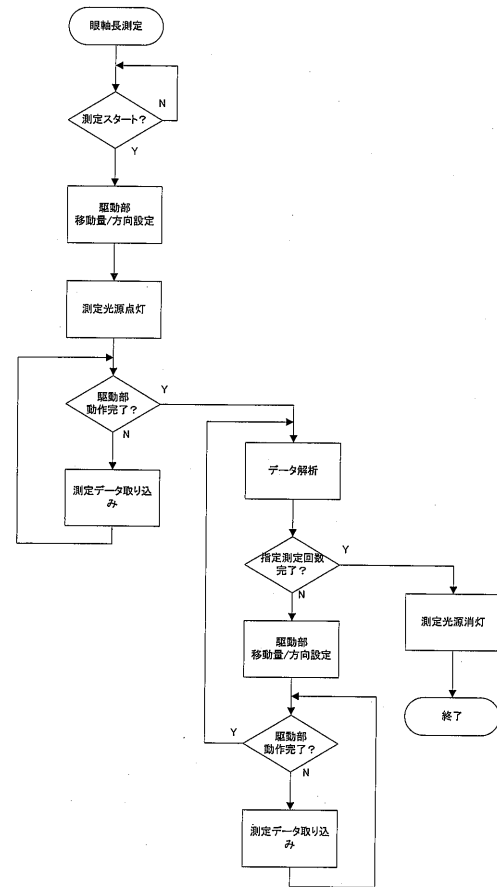 眼軸長測定
測定スタート?
N
Y
駆動部
移動量/方向設定
測定光源点灯
駆動部
動作完了?
Y
N
測定データ取り込
み
データ解析
指定測定回数
完了?
Y
N
測定光源消灯
駆動部
移動量/方向設定
終了
駆動部
動作完了?
Y
N
測定データ取り込
み